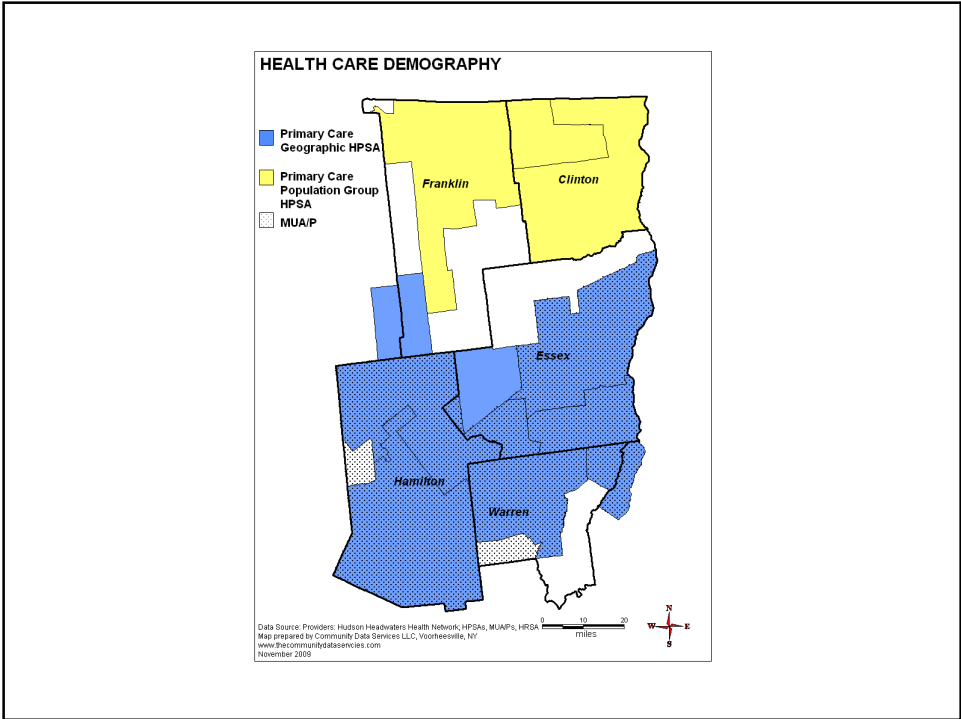 HEALTH CARE DEMOGRAPHY
Primary Care
Geographic HPSA
Primary Care
Population Group
HPSA
MUA/P
Franklin
Clinton
Essex
Hamilton
Warren
Data Source: Providers: Hudson Headwaters Health Network; HPSAs, MUA/Ps, HRSA
Map prepared by Community Data Services LLC, Voorheesville, NY
www.thecommunitydataservcies.com
November 2009
0 10 20
miles
N
W E
S